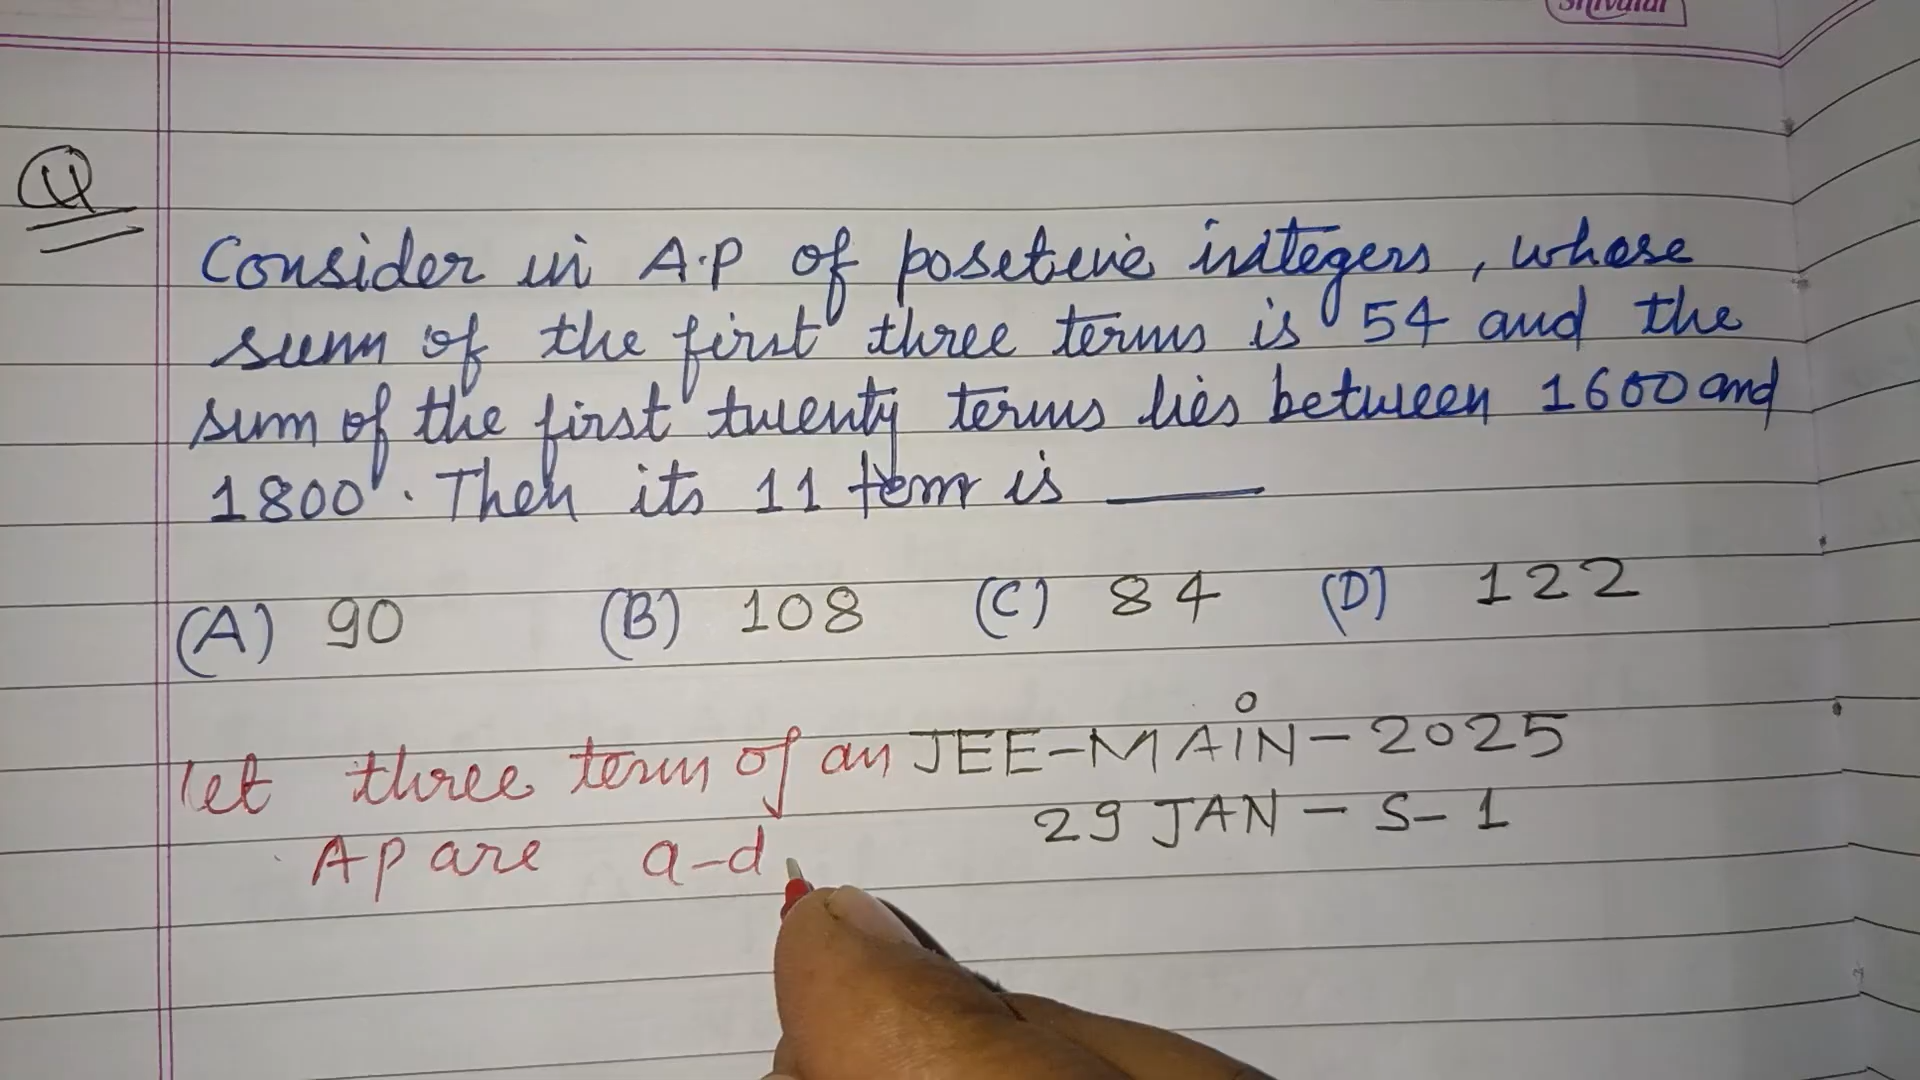 Shivalal
Q
Consider in A.P of posetive integers, whose
sum of the first three terms is 54 and the
sum of the first twenty terms lies between 1600 and
1800. Then its 11 term is ____
(A) 90 (B) 108 (C) 84 (D) 122
let three term of an JEE-MAIN-2025
AP are a-d 29 JAN - S-1